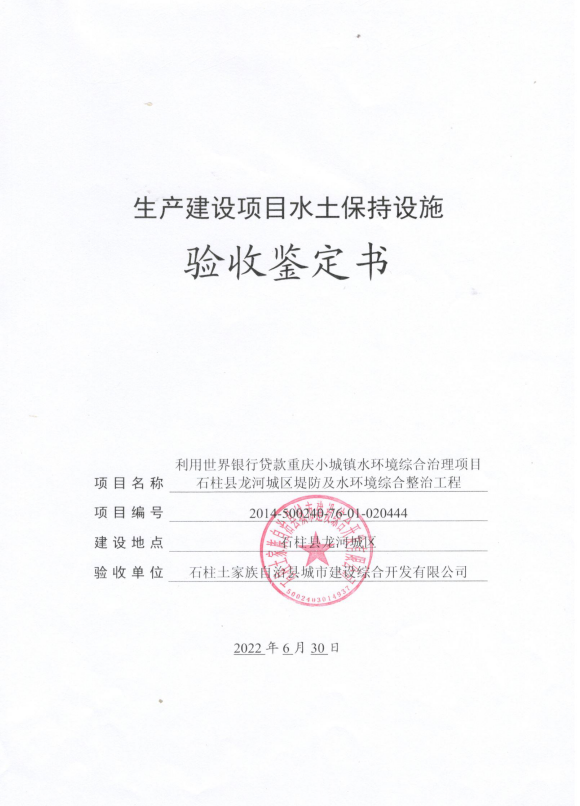 生产建设项目水土保持设施
验收鉴定书
利用世界银行贷款重庆小城镇水环境综合治理项目
项目名称 石柱县龙河城区堤防及水环境综合整治工程
项目编号 2014-500240-76-01-020444
建设地点 石柱县龙河城区
验收单位 石柱土家族自治县城市建设综合开发有限公司
2022年6月30日